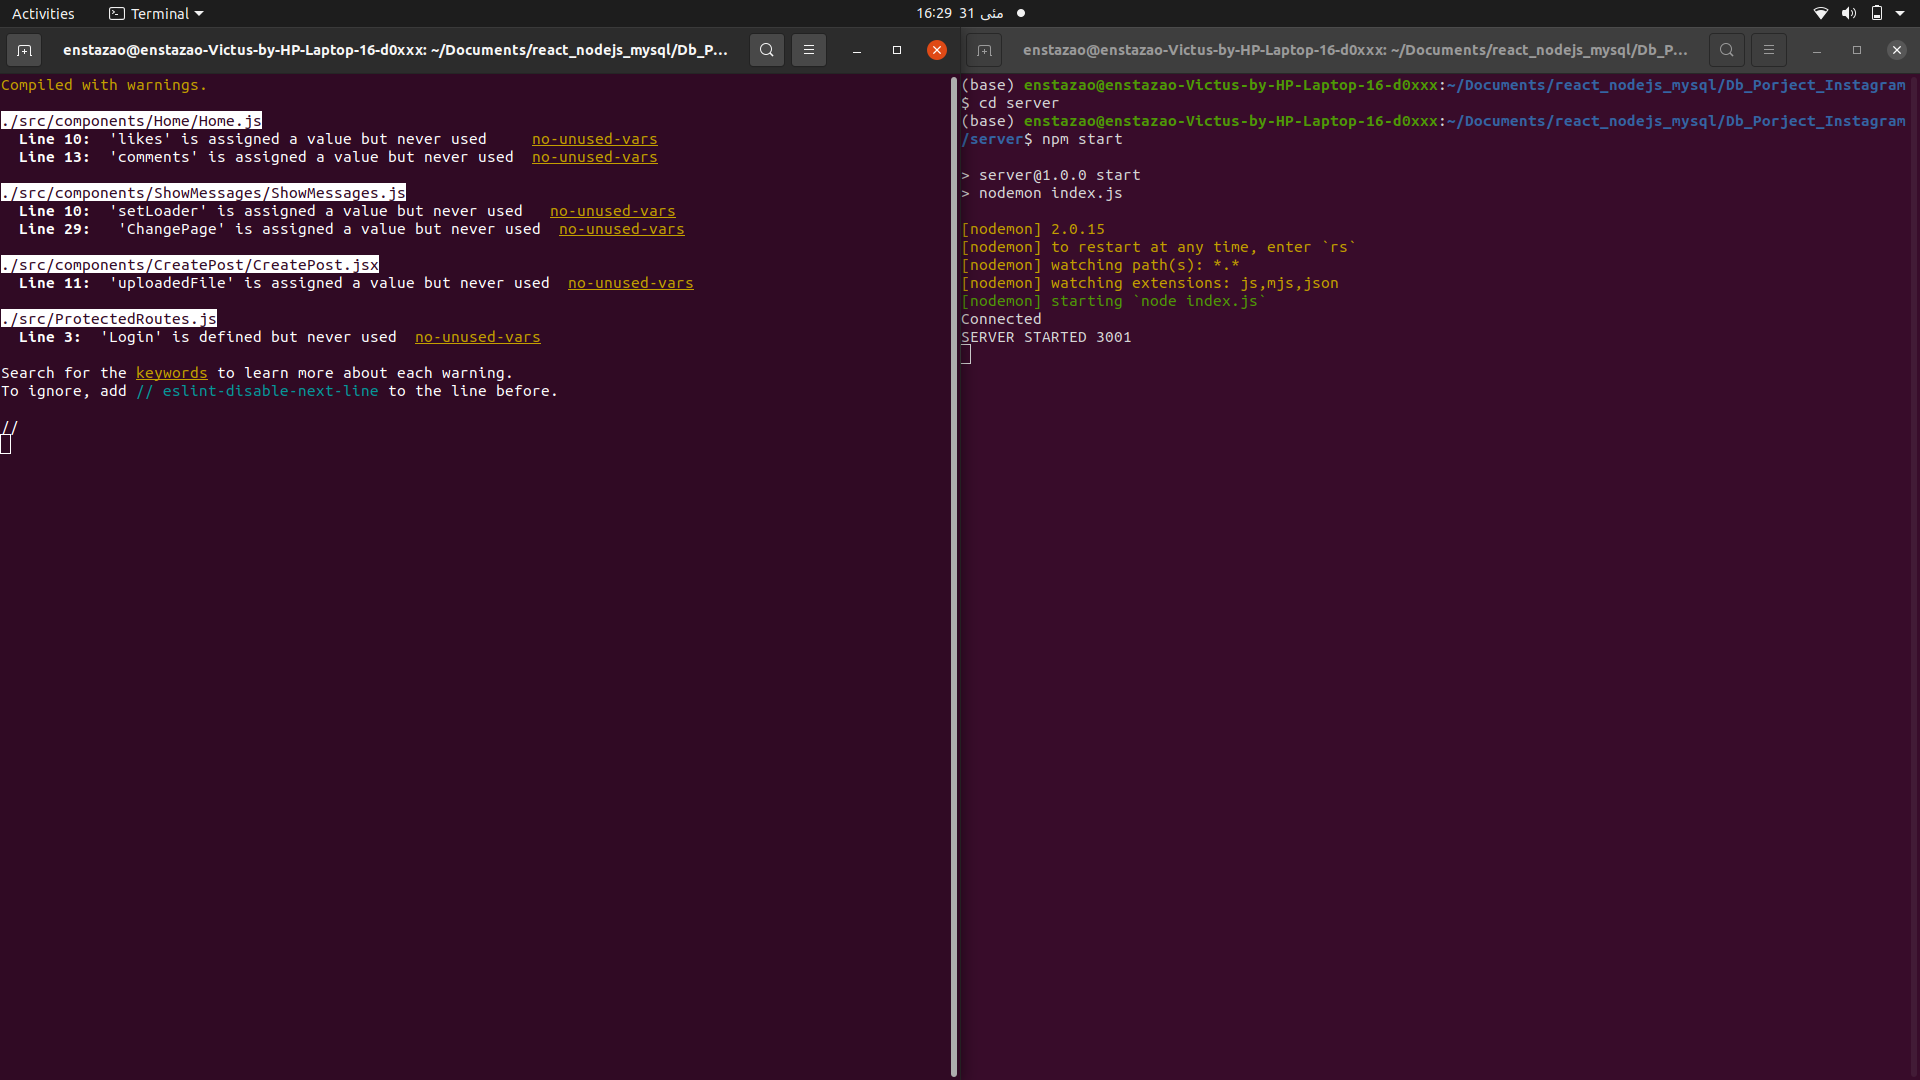 Activities
Terminal
16:29 31 مئی
enstazao@enstazao-Victus-by-HP-Laptop-16-d0xxx: ~/Documents/react_nodejs_mysql/Db_P...
Compiled with warnings.
./src/components/Home/Home.js
Line 10:  'likes' is assigned a value but never used     no-unused-vars
Line 13:  'comments' is assigned a value but never used  no-unused-vars
./src/components/ShowMessages/ShowMessages.js
Line 10:  'setLoader' is assigned a value but never used   no-unused-vars
Line 29:   'ChangePage' is assigned a value but never used  no-unused-vars
./src/components/CreatePost/CreatePost.jsx
Line 11:  'uploadedFile' is assigned a value but never used  no-unused-vars
./src/ProtectedRoutes.js
Line 3:  'Login' is defined but never used  no-unused-vars
Search for the keywords to learn more about each warning.
To ignore, add // eslint-disable-next-line to the line before.
//
enstazao@enstazao-Victus-by-HP-Laptop-16-d0xxx: ~/Documents/react_nodejs_mysql/Db_P...
(base) enstazao@enstazao-Victus-by-HP-Laptop-16-d0xxx:~/Documents/react_nodejs_mysql/Db_Porject_Instagram
$ cd server
(base) enstazao@enstazao-Victus-by-HP-Laptop-16-d0xxx:~/Documents/react_nodejs_mysql/Db_Porject_Instagram
/server$ npm start
> server@1.0.0 start
> nodemon index.js
[nodemon] 2.0.15
[nodemon] to restart at any time, enter `rs`
[nodemon] watching path(s): *.*
[nodemon] watching extensions: js,mjs,json
[nodemon] starting `node index.js`
Connected
SERVER STARTED 3001